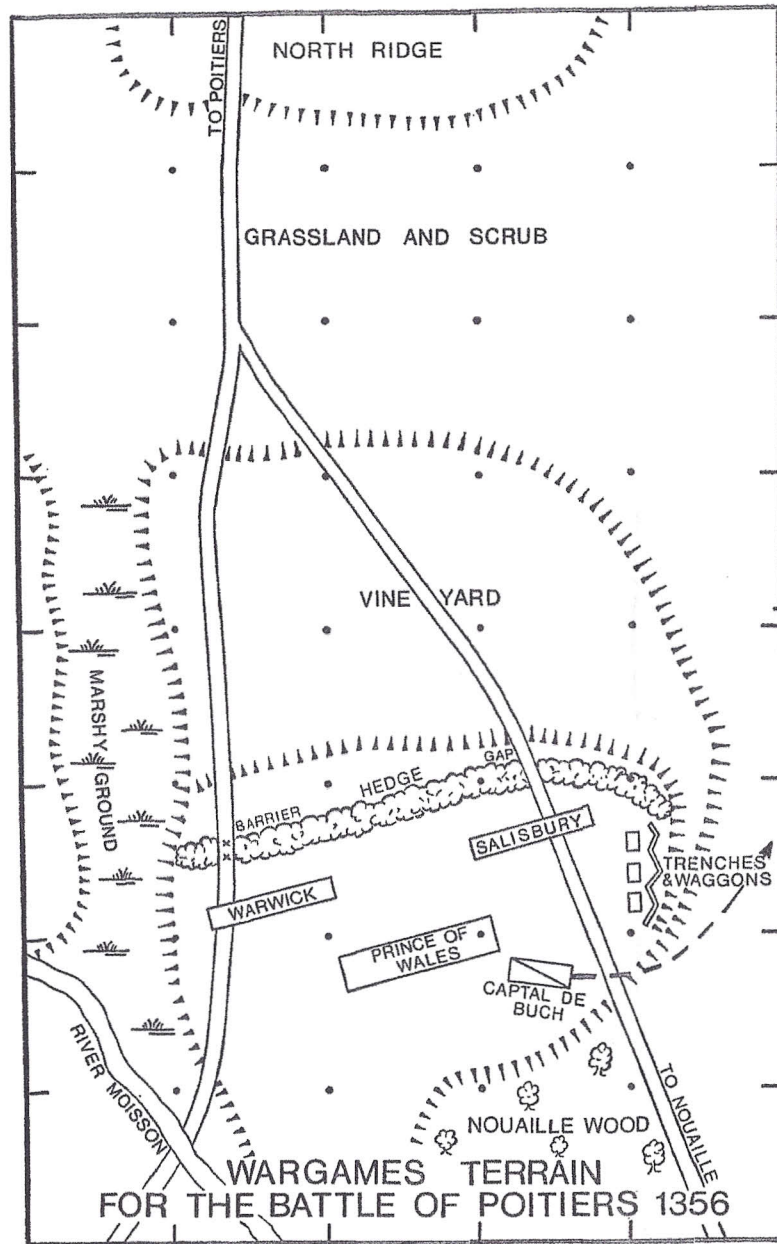 NORTH RIDGE
TO POITIERS
GRASSLAND AND SCRUB
VINE YARD
MARSHY GROUND
GAP
HEDGE
BARRIER
SALISBURY
TRENCHES
& WAGGONS
WARWICK
PRINCE OF
WALES
CAPTAL DE
BUCH
RIVER MOISSON
TO NOUAILLE
NOUAILLE WOOD
WARGAMES TERRAIN
FOR THE BATTLE OF POITIERS 1356